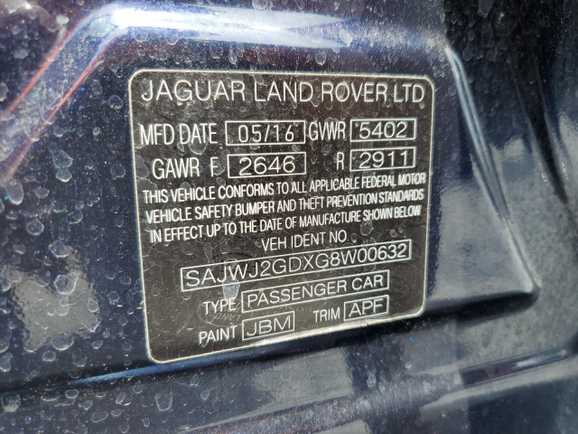 JAGUAR LAND ROVER LTD
MFD DATE 05/16 GVWR 5402
GAWR F 2646 R 2911
THIS VEHICLE CONFORMS TO ALL APPLICABLE FEDERAL MOTOR
VEHICLE SAFETY BUMPER AND THEFT PREVENTION STANDARDS
IN EFFECT UP TO THE DATE OF MANUFACTURE SHOWN BELOW
VEH IDENT NO
SAJWJ2GDXG8W00632
TYPE PASSENGER CAR
PAINT JBM TRIM APF